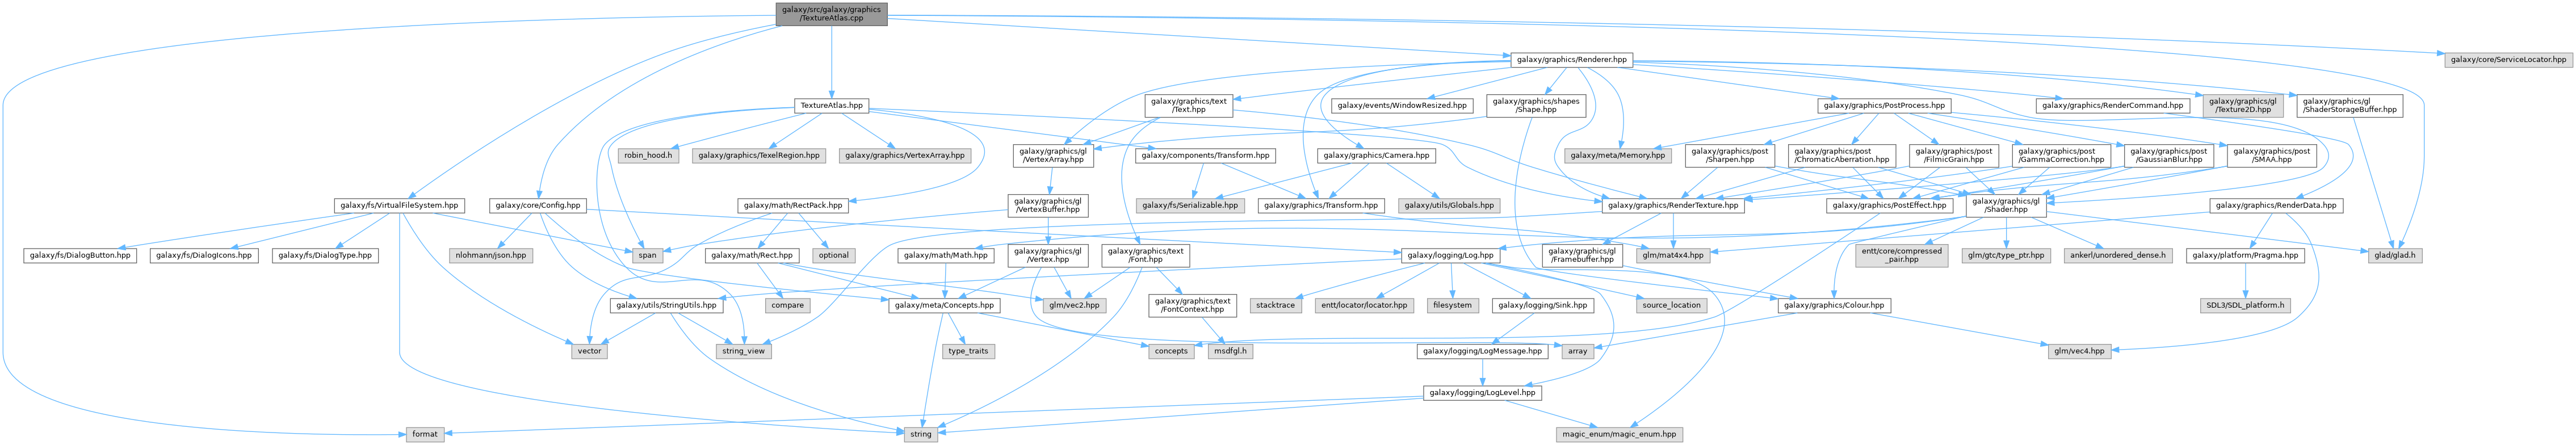 galaxy/src/galaxy/graphics
/TextureAtlas.cpp
galaxy/graphics/Renderer.hpp
galaxy/core/ServiceLocator.hpp
TextureAtlas.hpp
galaxy/graphics/text
/Text.hpp
galaxy/events/WindowResized.hpp
galaxy/graphics/shapes
/Shape.hpp
galaxy/graphics/PostProcess.hpp
galaxy/graphics/RenderCommand.hpp
galaxy/graphics/gl
/Texture2D.hpp
galaxy/graphics/gl
/ShaderStorageBuffer.hpp
robin_hood.h
galaxy/graphics/TexelRegion.hpp
galaxy/graphics/VertexArray.hpp
galaxy/graphics/gl
/VertexArray.hpp
galaxy/components/Transform.hpp
galaxy/graphics/Camera.hpp
galaxy/meta/Memory.hpp
galaxy/graphics/post
/Sharpen.hpp
galaxy/graphics/post
/ChromaticAberration.hpp
galaxy/graphics/post
/FilmicGrain.hpp
galaxy/graphics/post
/GammaCorrection.hpp
galaxy/graphics/post
/GaussianBlur.hpp
galaxy/graphics/post
/SMAA.hpp
galaxy/fs/VirtualFileSystem.hpp
galaxy/core/Config.hpp
galaxy/math/RectPack.hpp
galaxy/graphics/gl
/VertexBuffer.hpp
galaxy/fs/Serializable.hpp
galaxy/graphics/Transform.hpp
galaxy/utils/Globals.hpp
galaxy/graphics/RenderTexture.hpp
galaxy/graphics/PostEffect.hpp
galaxy/graphics/gl
/Shader.hpp
galaxy/graphics/RenderData.hpp
galaxy/fs/DialogButton.hpp
galaxy/fs/DialogIcons.hpp
galaxy/fs/DialogType.hpp
nlohmann/json.hpp
span
galaxy/math/Rect.hpp
optional
galaxy/math/Math.hpp
galaxy/graphics/gl
/Vertex.hpp
galaxy/graphics/text
/Font.hpp
galaxy/logging/Log.hpp
galaxy/graphics/gl
/Framebuffer.hpp
glm/mat4x4.hpp
entt/core/compressed
_pair.hpp
glm/gtc/type_ptr.hpp
ankerl/unordered_dense.h
galaxy/platform/Pragma.hpp
glad/glad.h
galaxy/utils/StringUtils.hpp
compare
galaxy/meta/Concepts.hpp
glm/vec2.hpp
galaxy/graphics/text
/FontContext.hpp
stacktrace
entt/locator/locator.hpp
filesystem
galaxy/logging/Sink.hpp
source_location
galaxy/graphics/Colour.hpp
SDL3/SDL_platform.h
vector
string_view
type_traits
concepts
msdfgl.h
galaxy/logging/LogMessage.hpp
array
glm/vec4.hpp
galaxy/logging/LogLevel.hpp
format
string
magic_enum/magic_enum.hpp